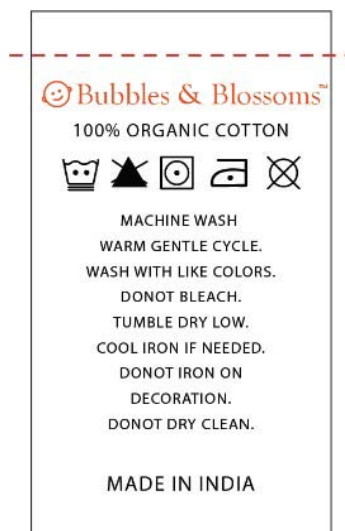 Bubbles & Blossoms™
100% ORGANIC COTTON
MACHINE WASH
WARM GENTLE CYCLE.
WASH WITH LIKE COLORS.
DONOT BLEACH.
TUMBLE DRY LOW.
COOL IRON IF NEEDED.
DONOT IRON ON
DECORATION.
DONOT DRY CLEAN.
MADE IN INDIA